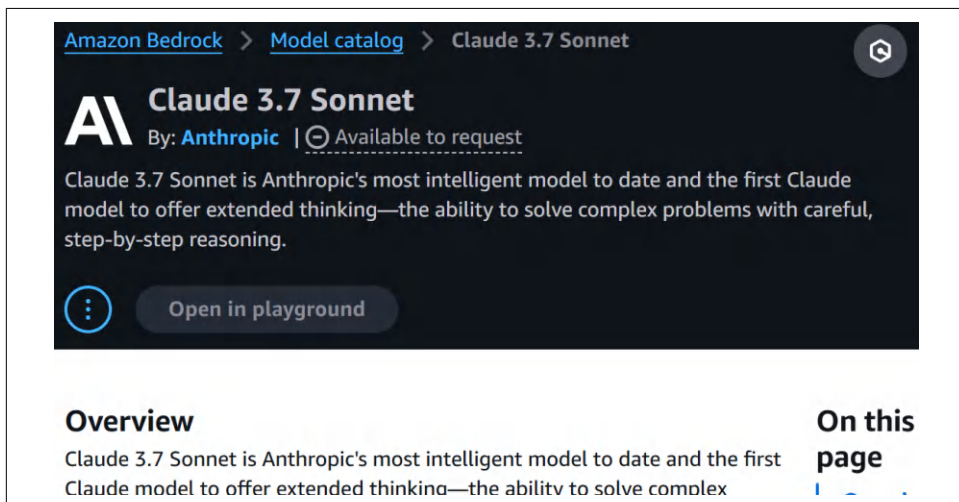 Amazon Bedrock > Model catalog > Claude 3.7 Sonnet
Claude 3.7 Sonnet
By: Anthropic | Available to request
Claude 3.7 Sonnet is Anthropic's most intelligent model to date and the first Claude
model to offer extended thinking—the ability to solve complex problems with careful,
step-by-step reasoning.
Open in playground
Overview
Claude 3.7 Sonnet is Anthropic's most intelligent model to date and the first
Claude model to offer extended thinking—the ability to solve complex
On this
page